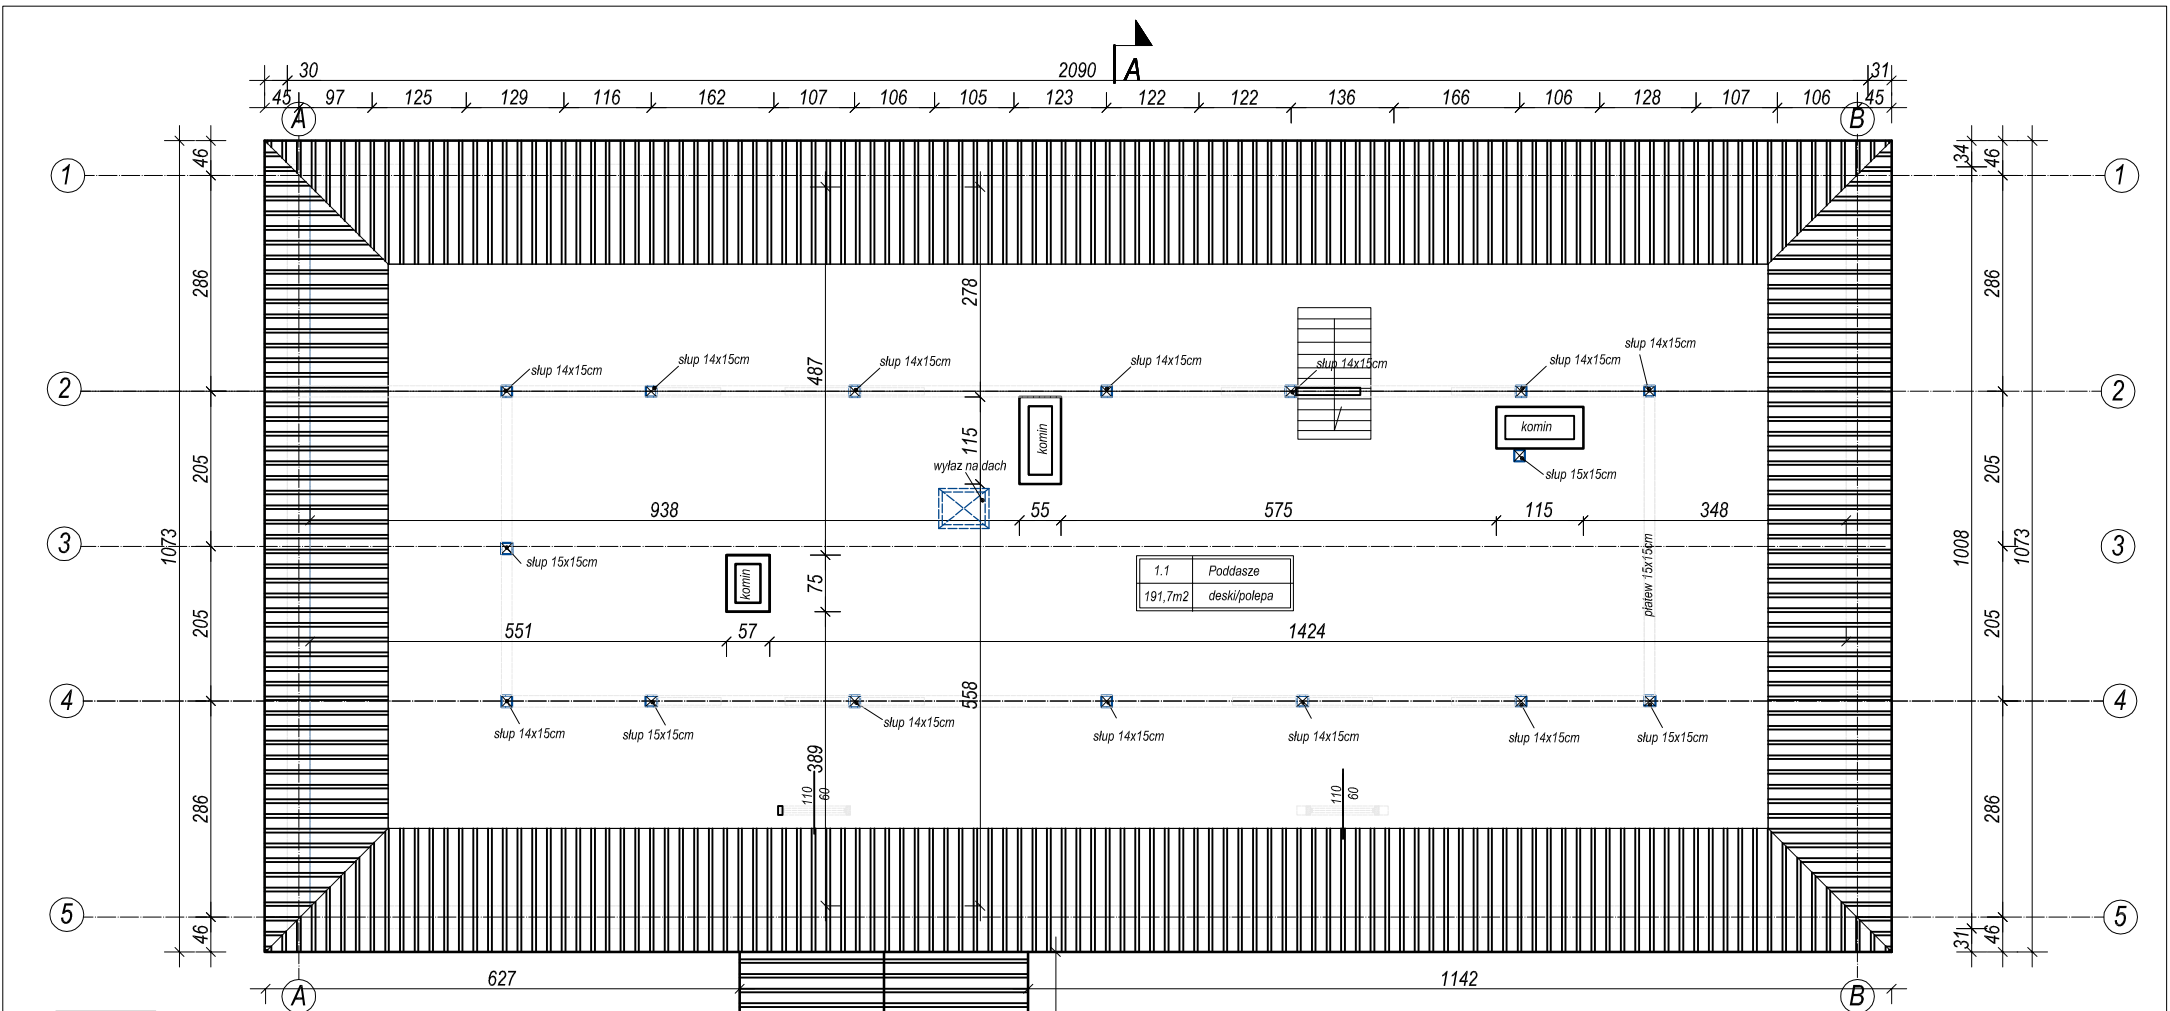 30 2090 31
A
45 97 125 129 116 162 107 106 105 123 122 122 136 166 106 128 107 106 45
A B
46 34 46
1 1
286 278 286
słup 14x15cm słup 14x15cm słup 14x15cm słup 14x15cm słup 14x15cm słup 14x15cm słup 14x15cm
487
2 2
komin komin
115
wyłaz na dach
205 słup 15x15cm 205
938 55 575 115 348
3 3
1073 1008 1073
słup 15x15cm
komin 75
1.1 Poddasze
191,7m2 deski/polepa
płatew 15x15cm
205 205
551 57 1424
558
4 4
słup 14x15cm słup 15x15cm słup 14x15cm słup 14x15cm słup 14x15cm słup 14x15cm słup 15x15cm
389
110 60 110 60
286 286
5 5
46 31 46
627 1142
A B